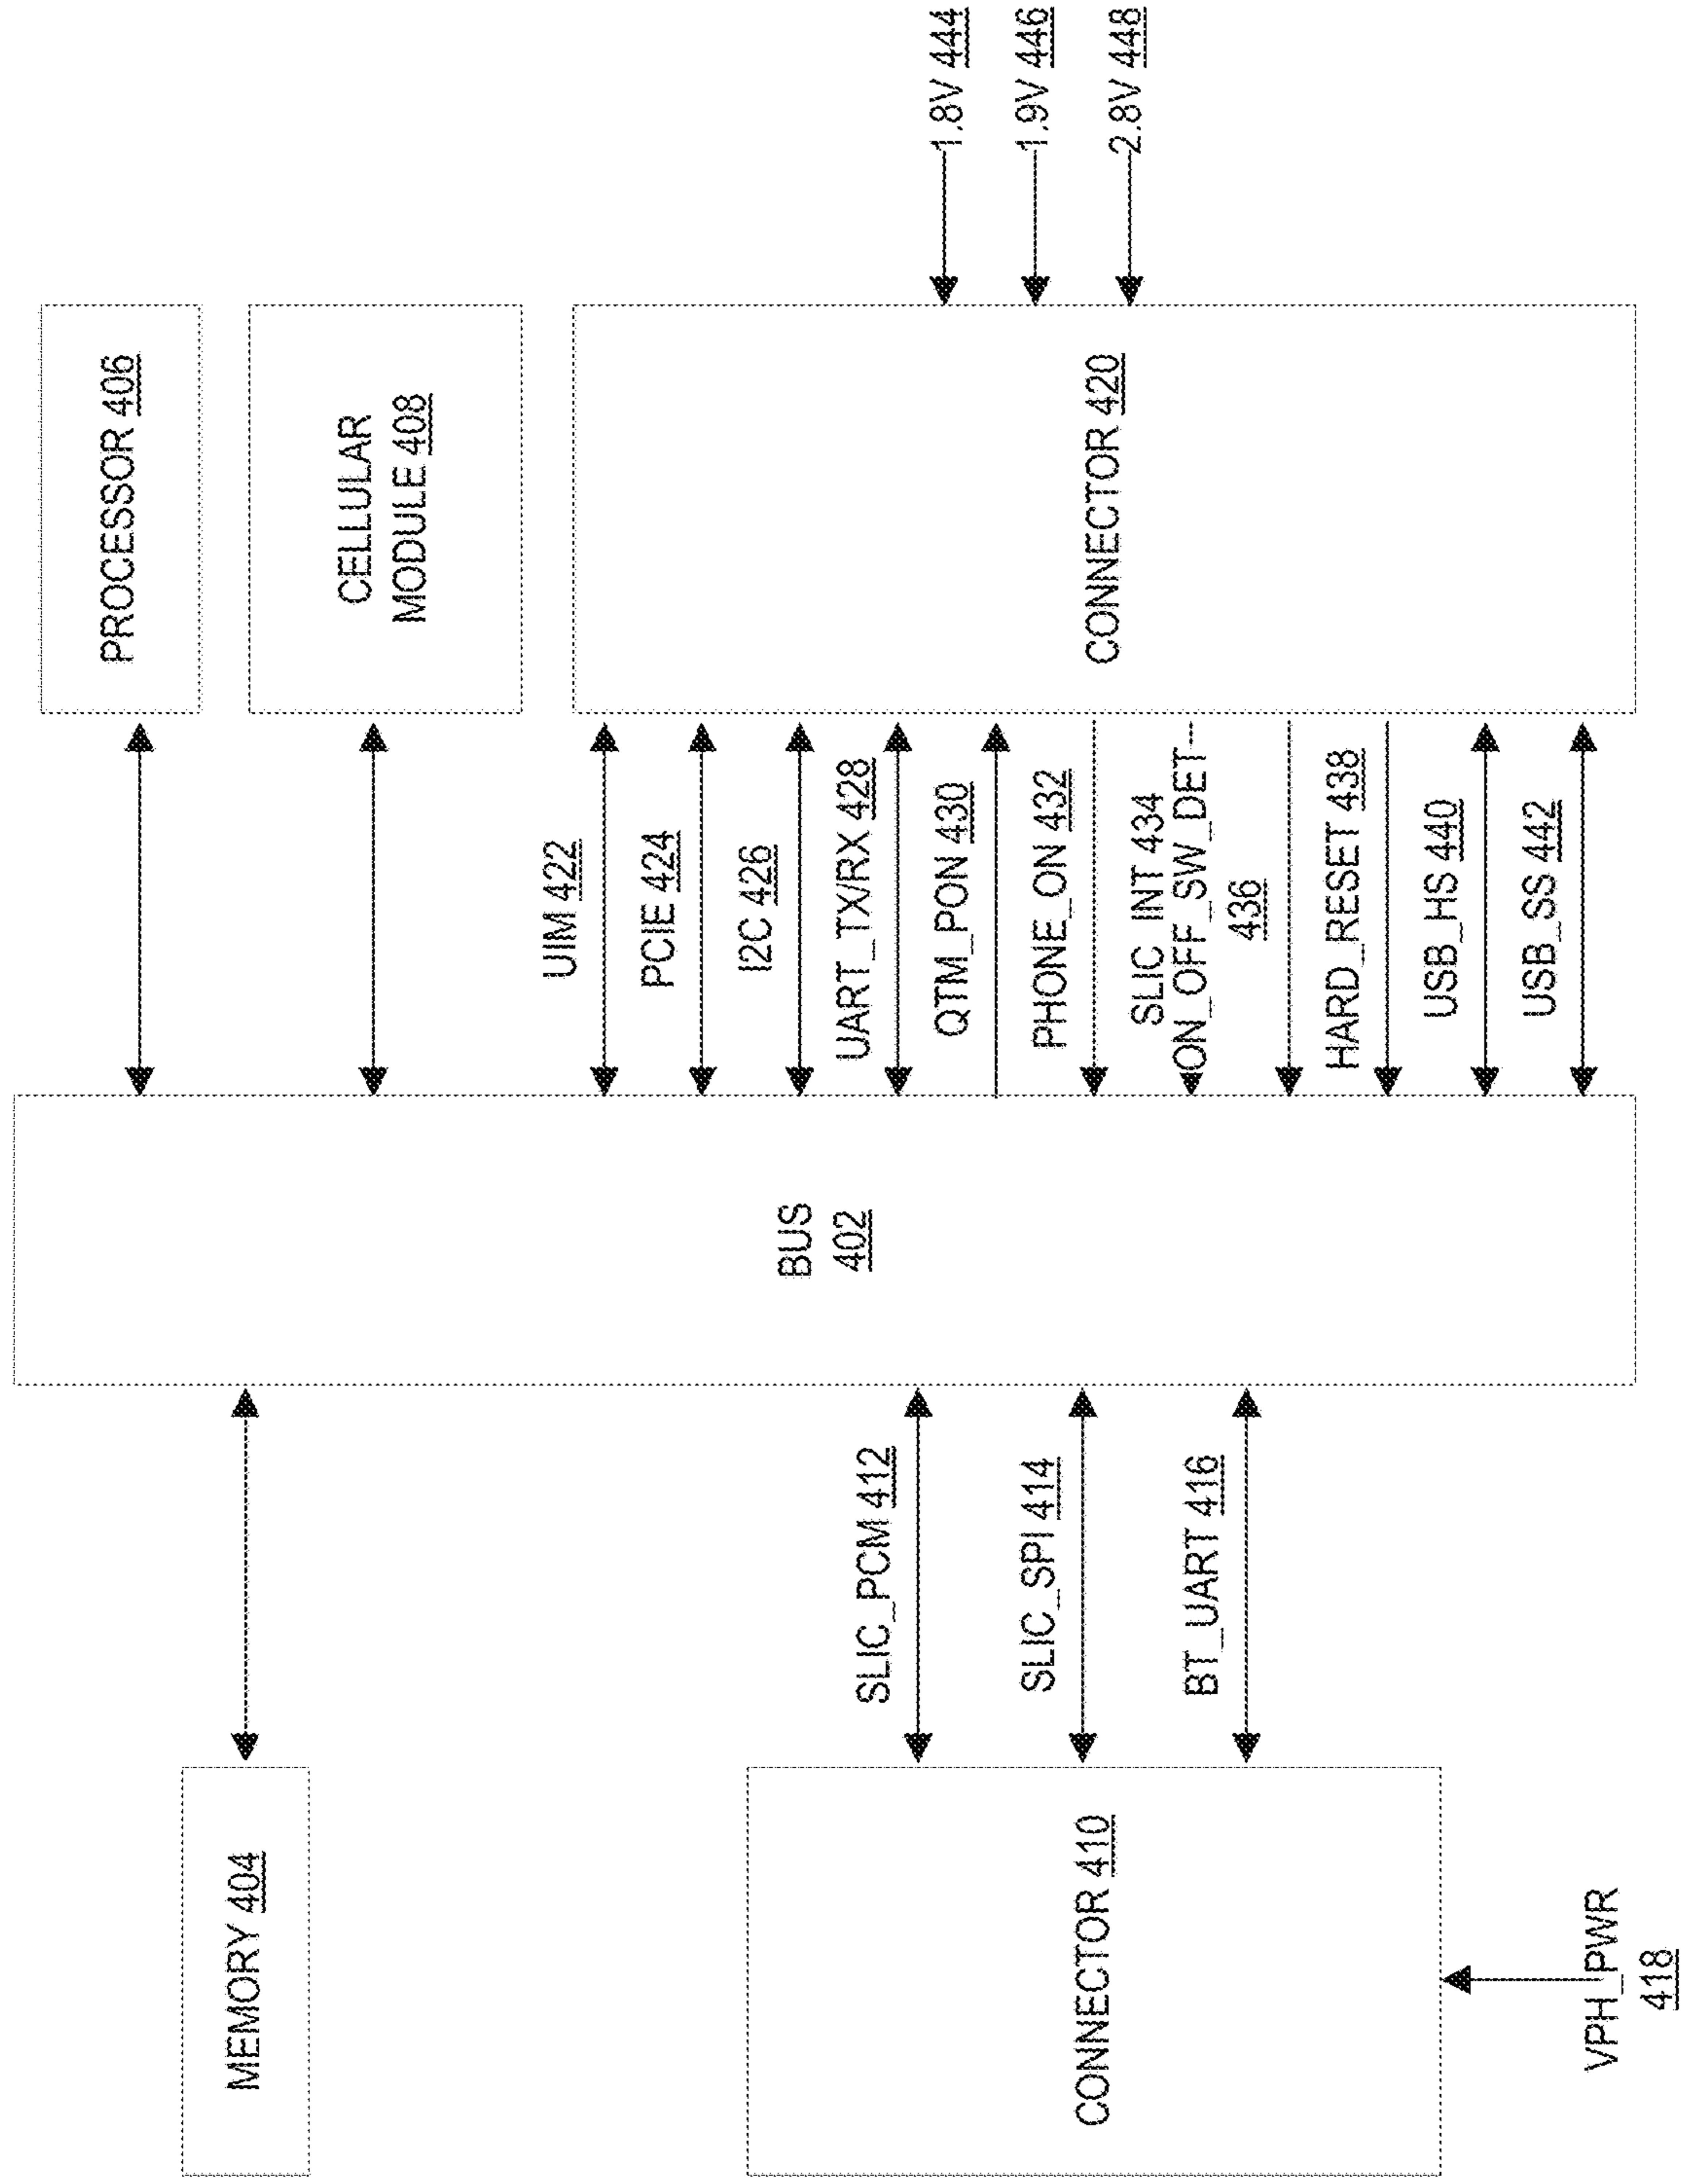 MEMORY 404
CONNECTOR 410
VPH_PWR
418
SLIC_PCM 412
SLIC_SPI 414
BT_UART 416
BUS
402
PROCESSOR 406
CELLULAR
MODULE 408
UIM 422
PCIE 424
I2C 426
UART_TX/RX 428
QTM_PON 430
PHONE_ON 432
SLIC_INT 434
ON_OFF_SW_DET
436
HARD_RESET 438
USB_HS 440
USB_SS 442
CONNECTOR 420
1.8V 444
1.9V 446
2.8V 448